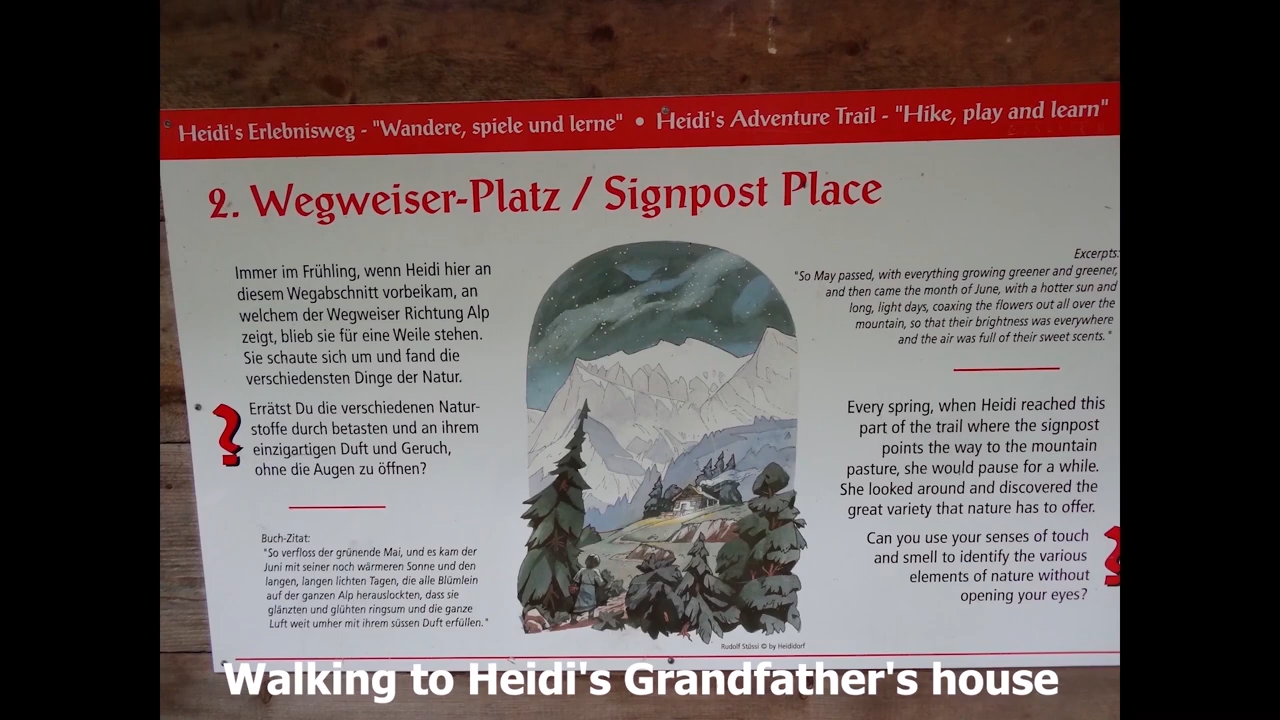 Heidi's Erlebnisweg - "Wandere, spiele und lerne" • Heidi's Adventure Trail - "Hike, play and learn"
2. Wegweiser-Platz / Signpost Place
Immer im Frühling, wenn Heidi hier an
diesem Wegabschnitt vorbeikam, an
welchem der Wegweiser Richtung Alp
zeigt, blieb sie für eine Weile stehen.
Sie schaute sich um und fand die
verschiedensten Dinge der Natur.
? Errätst Du die verschiedenen Natur-
stoffe durch betasten und an ihrem
einzigartigen Duft und Geruch,
ohne die Augen zu öffnen?
Buch-Zitat:
"So verfloss der grünende Mai, und es kam der
Juni mit seiner noch wärmeren Sonne und den
langen, langen lichten Tagen, die alle Blümlein
auf der ganzen Alp herauslockten, dass sie
glänzten und glühten ringsum und die ganze
Luft weit umher mit ihrem süssen Duft erfüllen."
Rudolf Stüssi © by Heididorf
Excerpts:
"So May passed, with everything growing greener and greener,
and then came the month of June, with a hotter sun and
long, light days, coaxing the flowers out all over the
mountain, so that their brightness was everywhere
and the air was full of their sweet scents."
Every spring, when Heidi reached this
part of the trail where the signpost
points the way to the mountain
pasture, she would pause for a while.
She looked around and discovered the
great variety that nature has to offer.
Can you use your senses of touch
and smell to identify the various
elements of nature without
opening your eyes?
?
Walking to Heidi's Grandfather's house